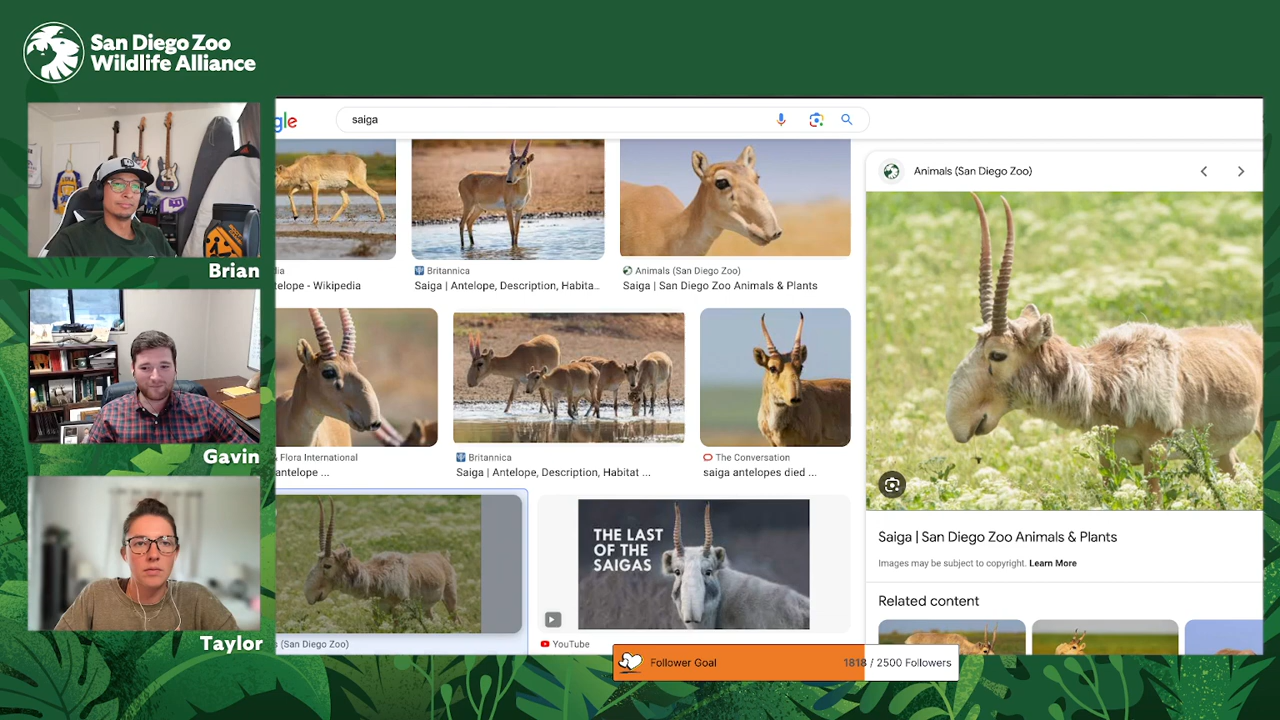 San Diego Zoo
Wildlife Alliance
Brian
Gavin
Taylor
gle
saiga
dia
telope - Wikipedia
Britannica
Saiga | Antelope, Description, Habita...
Animals (San Diego Zoo)
Saiga | San Diego Zoo Animals & Plants
Flora International
antelope ...
Britannica
Saiga | Antelope, Description, Habitat ...
The Conversation
saiga antelopes died ...
THE LAST
OF THE
SAIGAS
(San Diego Zoo)
YouTube
Animals (San Diego Zoo)
Saiga | San Diego Zoo Animals & Plants
Images may be subject to copyright. Learn More
Related content
Follower Goal
1818 / 2500 Followers